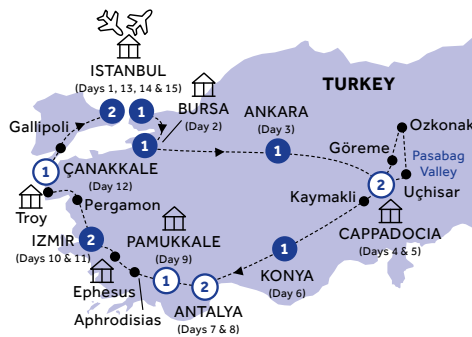 ISTANBUL
(Days 1, 13, 14 & 15)
TURKEY
2
1
BURSA
(Day 2)
ANKARA
(Day 3)
Gallipoli
1
1
Ozkonak
Göreme
Pasabag
Valley
1
ÇANAKKALE
(Day 12)
2
Uçhisar
Troy
Pergamon
Kaymakli
CAPPADOCIA
(Days 4 & 5)
IZMIR
(Days 10 & 11)
2
PAMUKKALE
(Day 9)
1
KONYA
(Day 6)
Ephesus
1
2
ANTALYA
(Days 7 & 8)
Aphrodisias